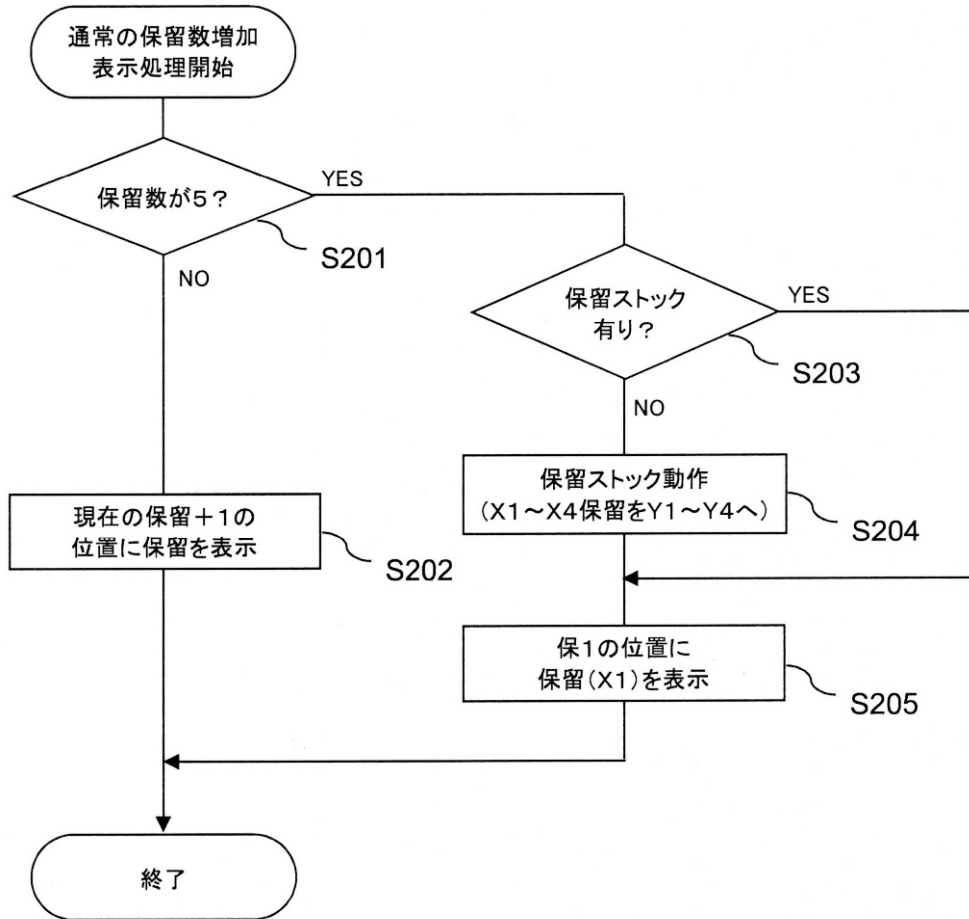 通常の保留数増加
表示処理開始
保留数が5?
YES
S201
NO
保留ストック
有り?
YES
S203
NO
保留ストック動作
(X1~X4保留をY1~Y4へ)
S204
現在の保留+1の
位置に保留を表示
S202
保1の位置に
保留(X1)を表示
S205
終了